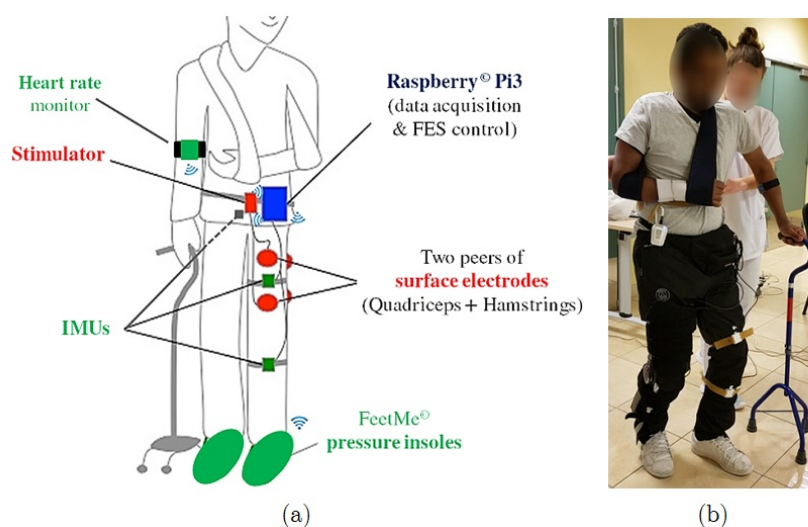 Heart rate
monitor
Stimulator
Raspberry© Pi3
(data acquisition
& FES control)
Two peers of
surface electrodes
(Quadriceps + Hamstrings)
IMUs
FeetMe©
pressure insoles
(a)
(b)